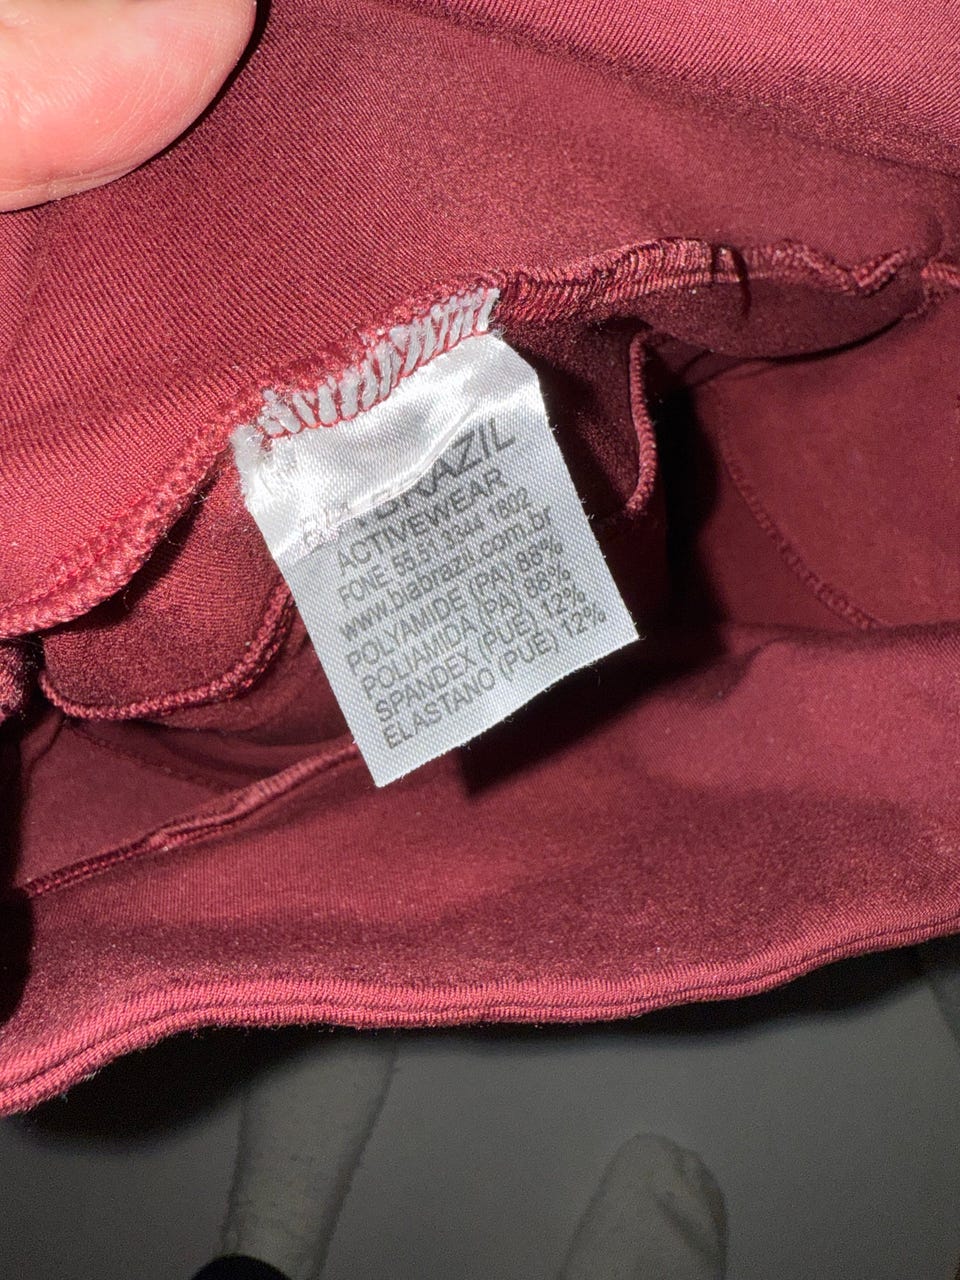 BIABRAZIL
ACTIVEWEAR
FONE 55.51.3344 1802
www.biabrazil.com.br
POLYAMIDE (PA) 88%
POLIAMIDA (PA) 88%
SPANDEX (PUE) 12%
ELASTANO (PUE) 12%